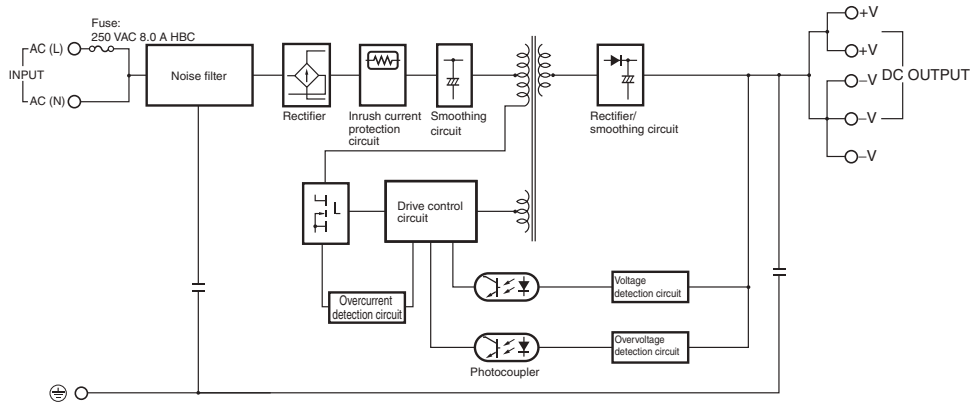 Fuse:
250 VAC 8.0 A HBC
AC (L)
INPUT
AC (N)
Noise filter
Rectifier
Inrush current
protection
circuit
Smoothing
circuit
Rectifier/
smoothing circuit
+V
+V
–V
DC OUTPUT
–V
–V
Drive control
circuit
Overcurrent
detection circuit
Voltage
detection circuit
Overvoltage
detection circuit
Photocoupler